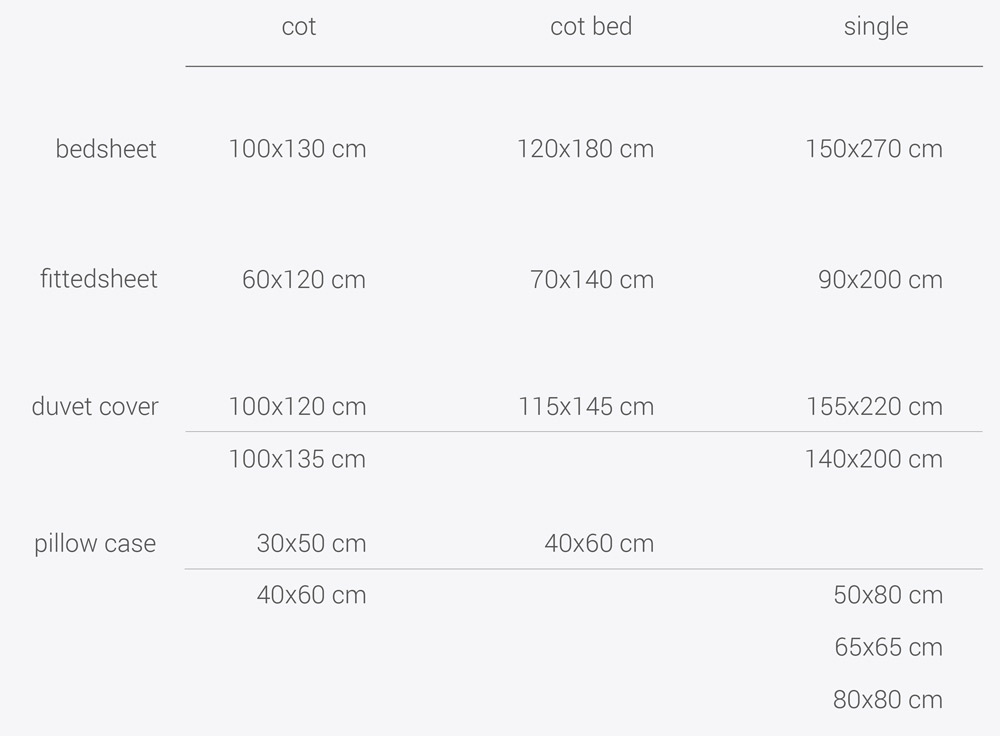 cot cot bed single
bedsheet 100x130 cm 120x180 cm 150x270 cm
fittedsheet 60x120 cm 70x140 cm 90x200 cm
duvet cover 100x120 cm 115x145 cm 155x220 cm
100x135 cm 140x200 cm
pillow case 30x50 cm 40x60 cm
40x60 cm 50x80 cm
65x65 cm
80x80 cm